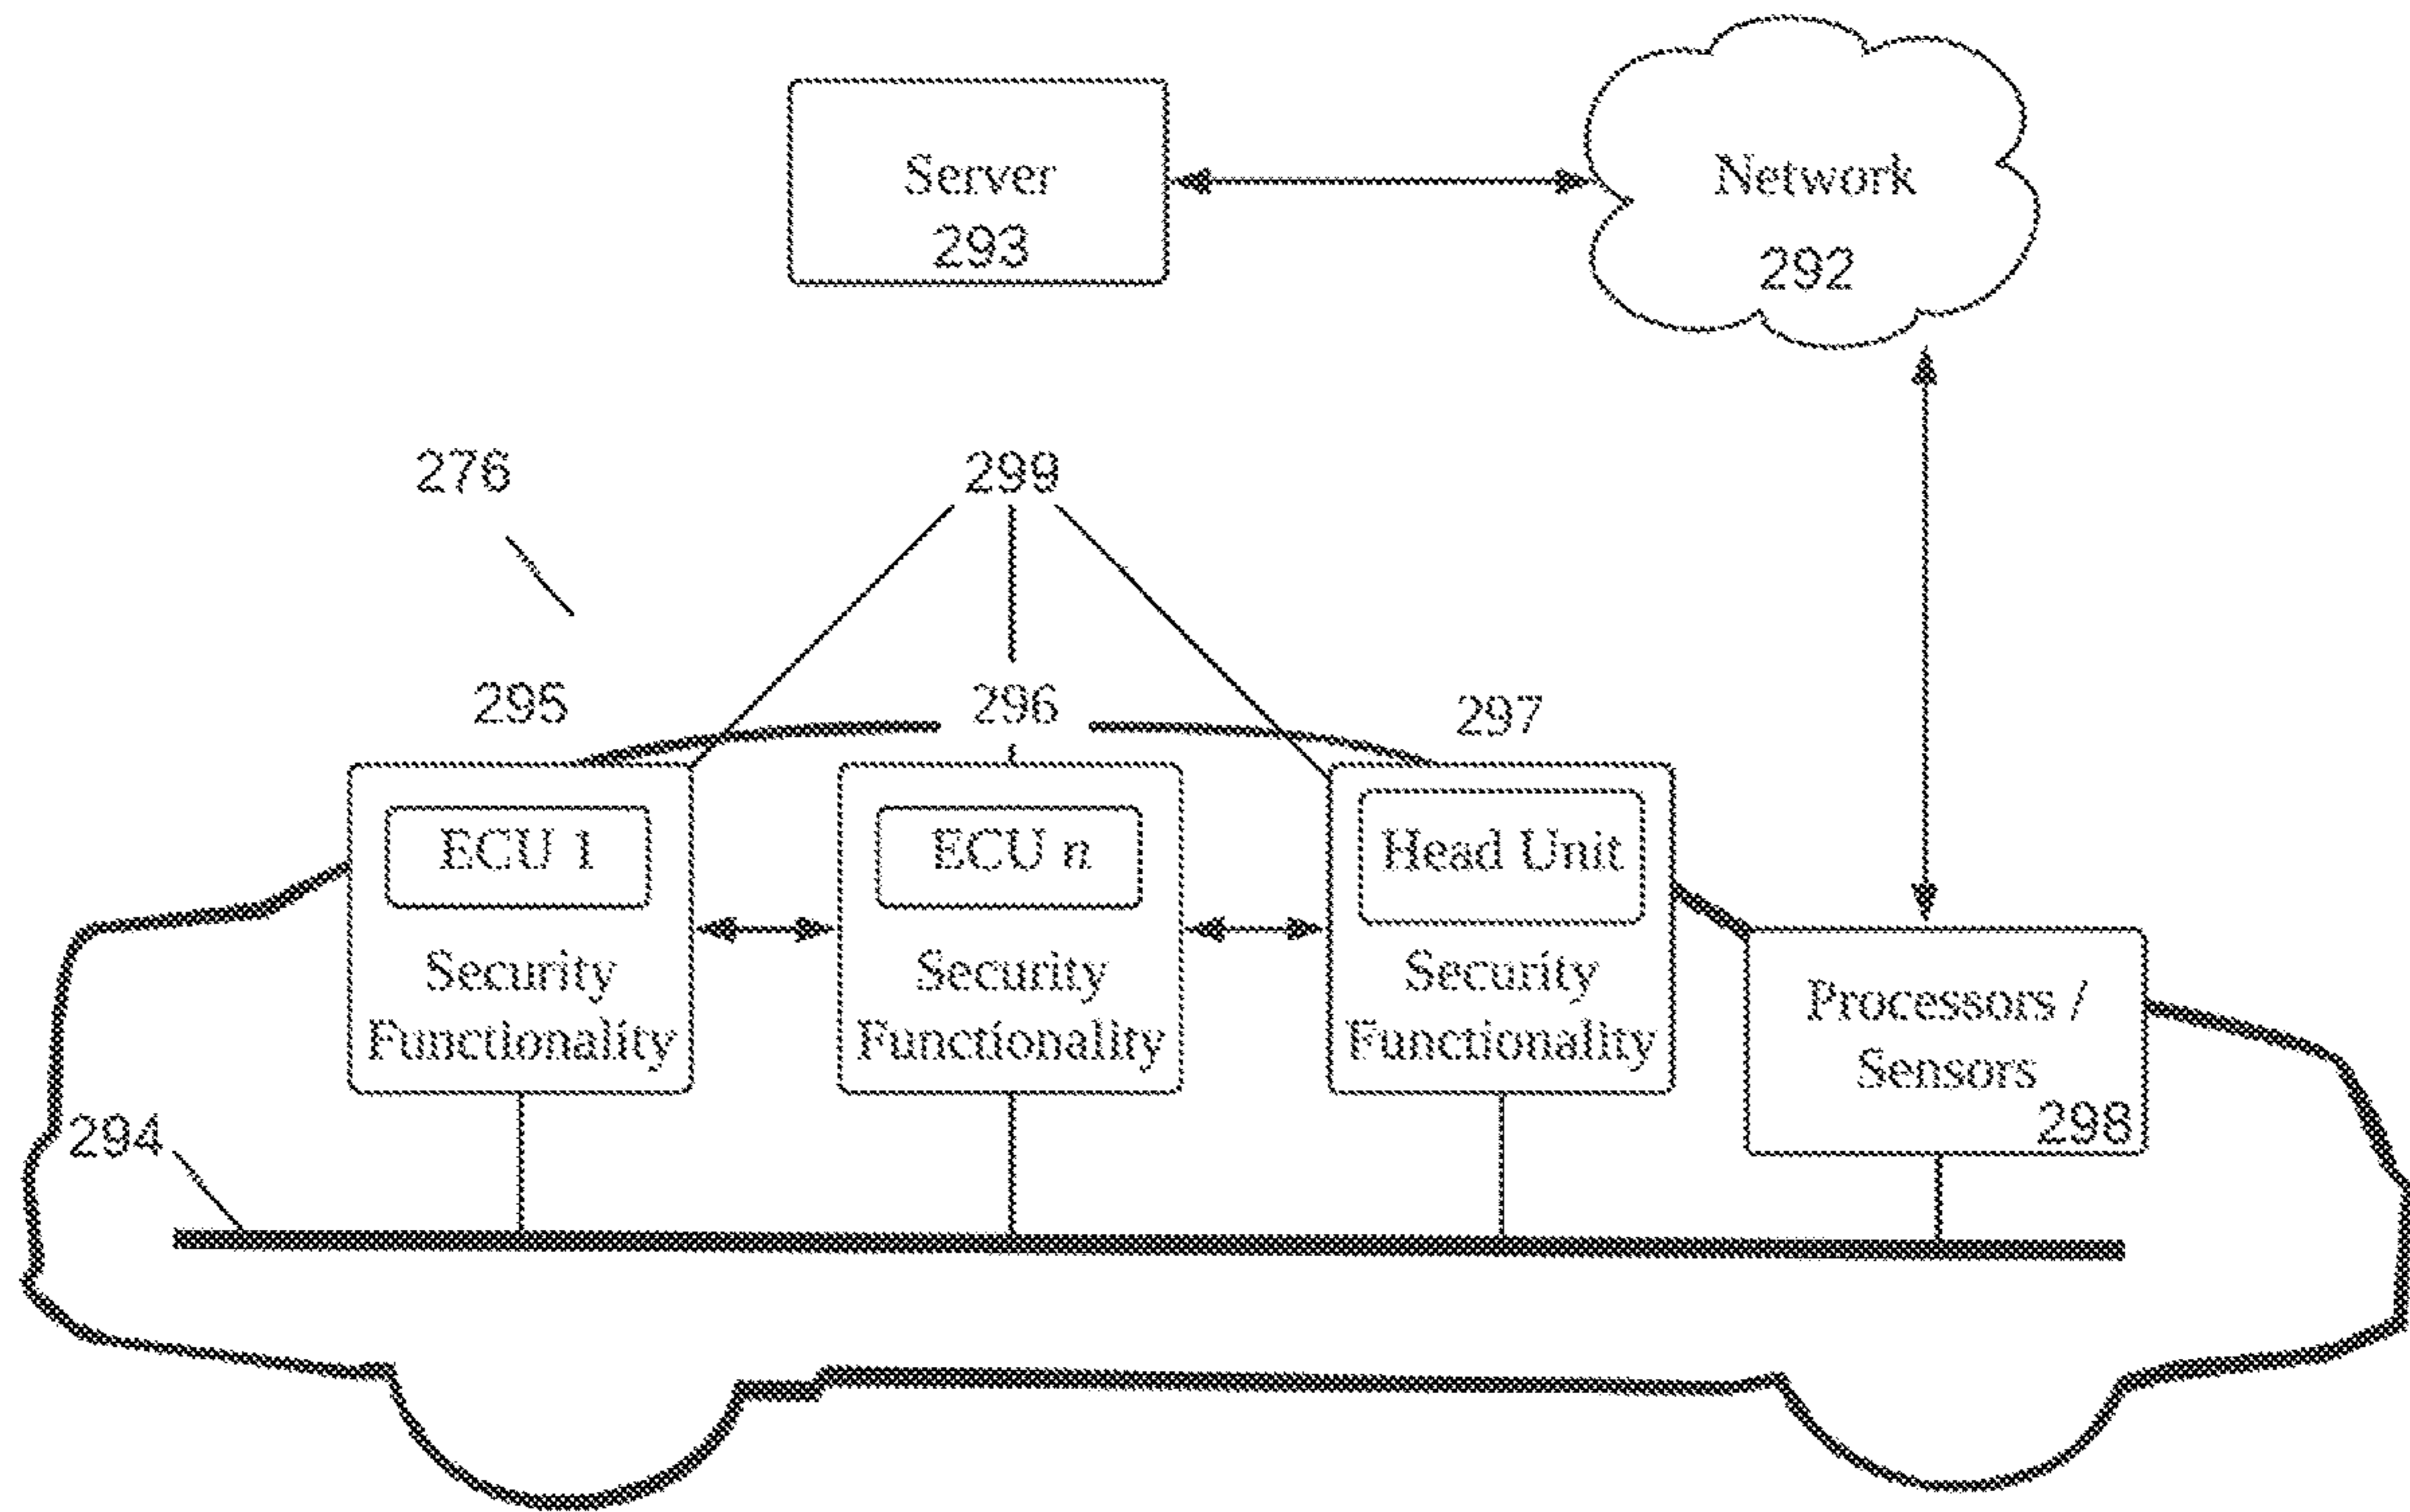 Server
293
Network
292
276
299
295
296
297
ECU 1
Security
Functionality
ECU n
Security
Functionality
Head Unit
Security
Functionality
Processors /
Sensors
298
294